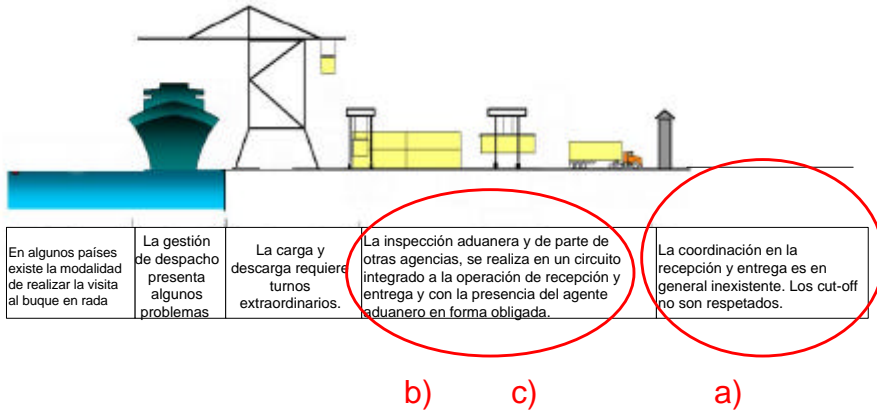 En algunos países
existe la modalidad
de realizar la visita
al buque en rada
La gestión
de despacho
presenta
algunos
problemas
La carga y
descarga requiere
turnos
extraordinarios.
La inspección aduanera y de parte de
otras agencias, se realiza en un circuito
integrado a la operación de recepción y
entrega y con la presencia del agente
aduanero en forma obligada.
La coordinación en la
recepción y entrega es en
general inexistente. Los cut-off
no son respetados.
b)
c)
a)